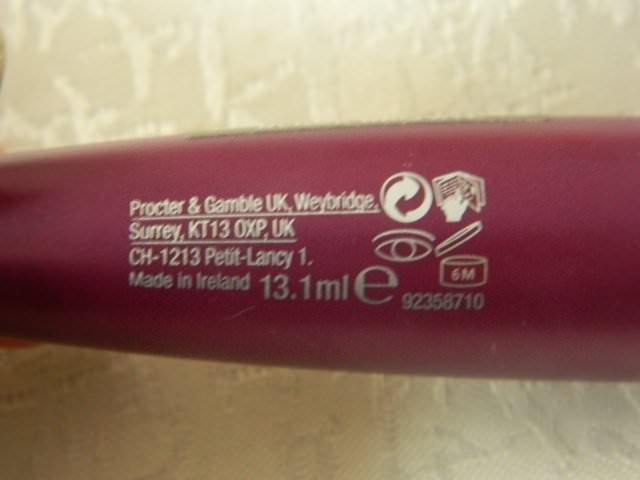 Procter & Gamble UK, Weybridge,
Surrey, KT13 0XP, UK
CH-1213 Petit-Lancy 1.
Made in Ireland 13.1ml e
6M
92358710